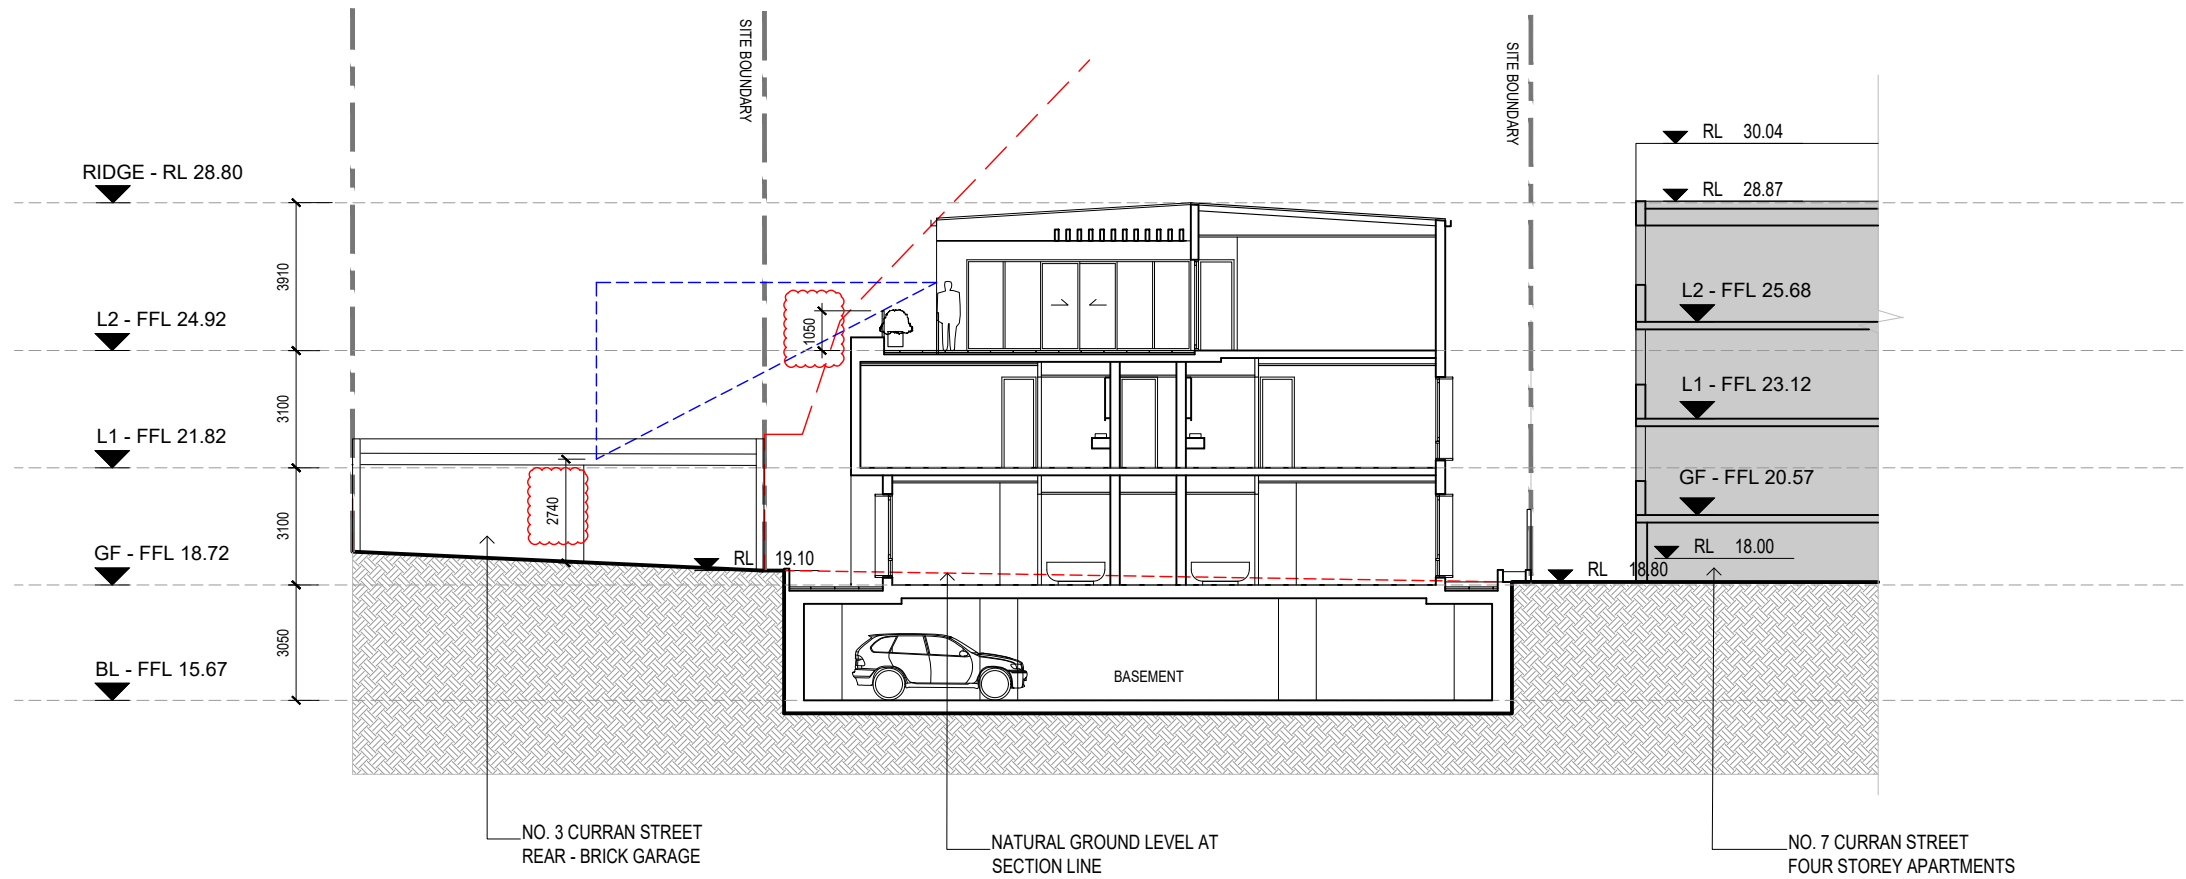 SITE BOUNDARY
SITE BOUNDARY
RL 30.04
RIDGE - RL 28.80
RL 28.87
3910
L2 - FFL 25.68
L2 - FFL 24.92
1050
L1 - FFL 23.12
3100
L1 - FFL 21.82
GF - FFL 20.57
2740
3100
GF - FFL 18.72
RL 19.10
RL 18.00
RL 18.80
3050
BL - FFL 15.67
BASEMENT
NO. 3 CURRAN STREET
REAR - BRICK GARAGE
NATURAL GROUND LEVEL AT
SECTION LINE
NO. 7 CURRAN STREET
FOUR STOREY APARTMENTS